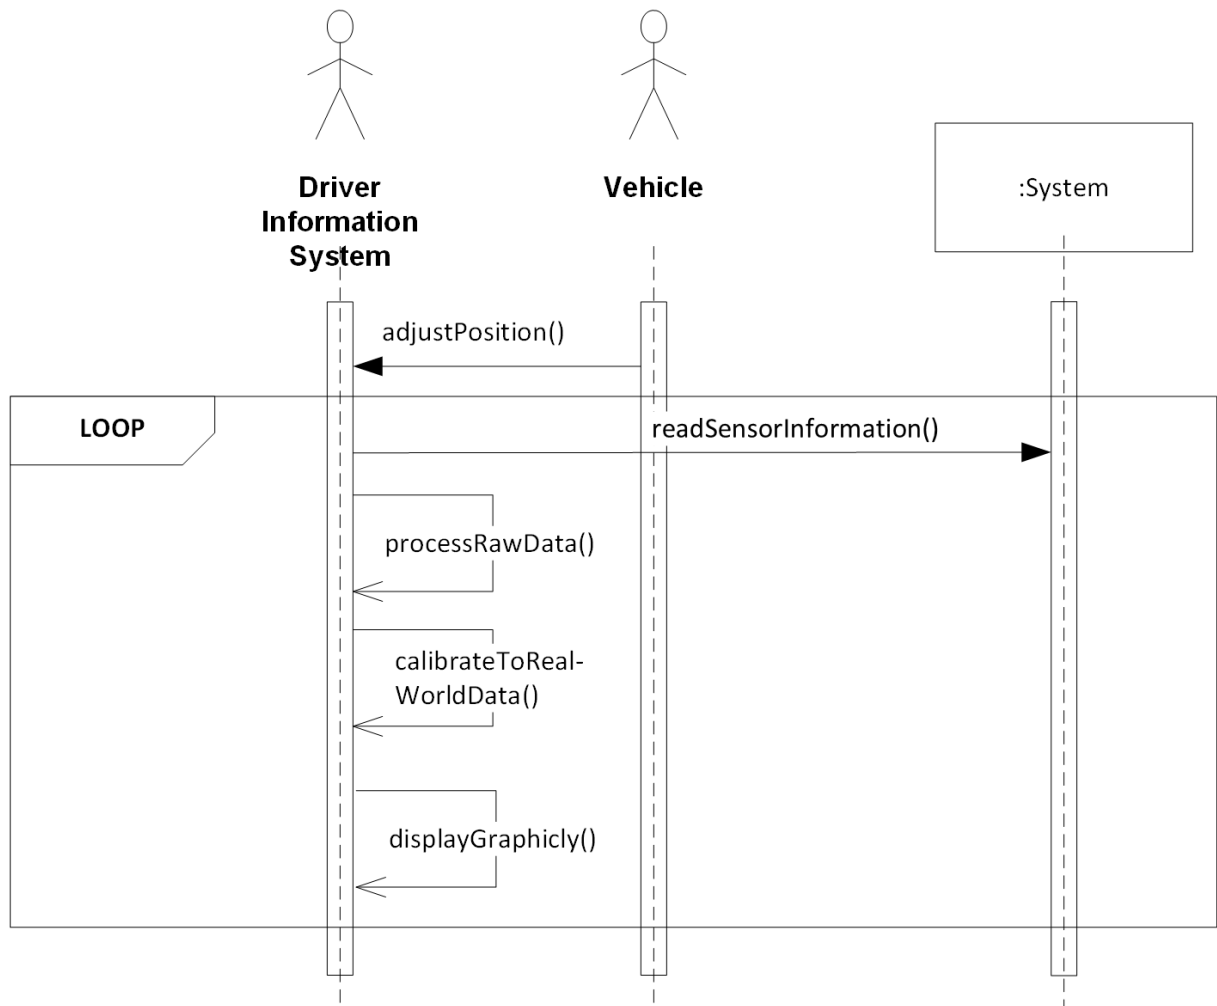 Driver
Information
System
Vehicle
:System
adjustPosition()
LOOP
readSensorInformation()
processRawData()
calibrateToReal-
WorldData()
displayGraphicly()